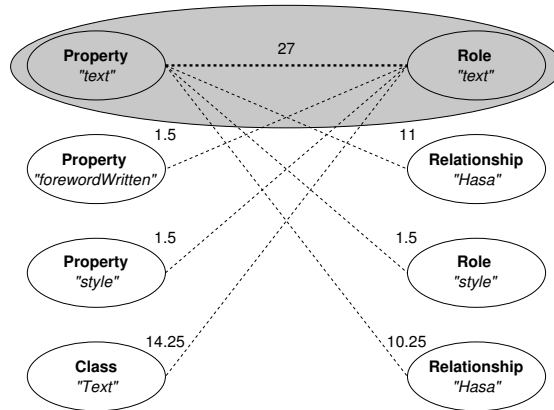 27
Property
"text"
Role
"text"
1.5
11
Property
"forewordWritten"
Relationship
"Hasa"
1.5
1.5
Property
"style"
Role
"style"
14.25
10.25
Class
"Text"
Relationship
"Hasa"